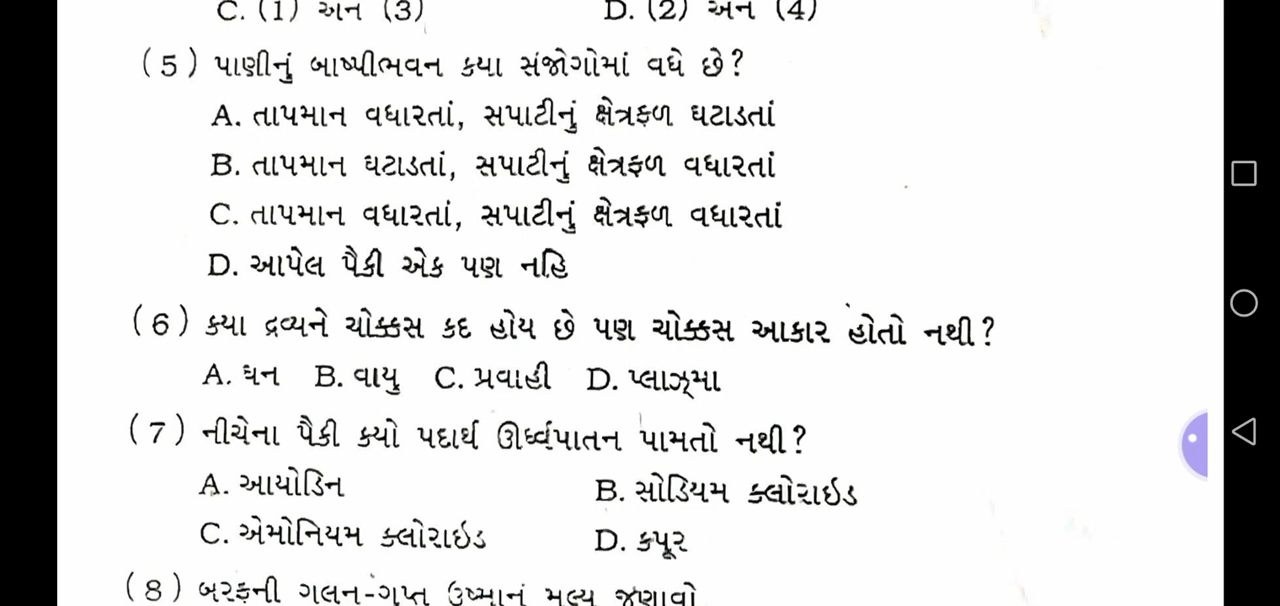 C. (1) અને (3) D. (2) અને (4)
(5) પાણીનું બાષ્પીભવન કયા સંજોગોમાં વધે છે?
A. તાપમાન વધારતાં, સપાટીનું ક્ષેત્રફળ ઘટાડતાં
B. તાપમાન ઘટાડતાં, સપાટીનું ક્ષેત્રફળ વધારતાં
C. તાપમાન વધારતાં, સપાટીનું ક્ષેત્રફળ વધારતાં
D. આપેલ પૈકી એક પણ નહિ
(6) કયા દ્રવ્યને ચોક્કસ કદ હોય છે પણ ચોક્કસ આકાર હોતો નથી?
A. ઘન B. વાયુ C. પ્રવાહી D. પ્લાઝ્મા
(7) નીચેના પૈકી કયો પદાર્થ ઊર્ધ્વપાતન પામતો નથી?
A. આયોડિન B. સોડિયમ ક્લોરાઇડ
C. એમોનિયમ ક્લોરાઇડ D. કપૂર
(8) બરફની ગલન-ગુપ્ત ઉષ્માનું મૂલ્ય જણાવો